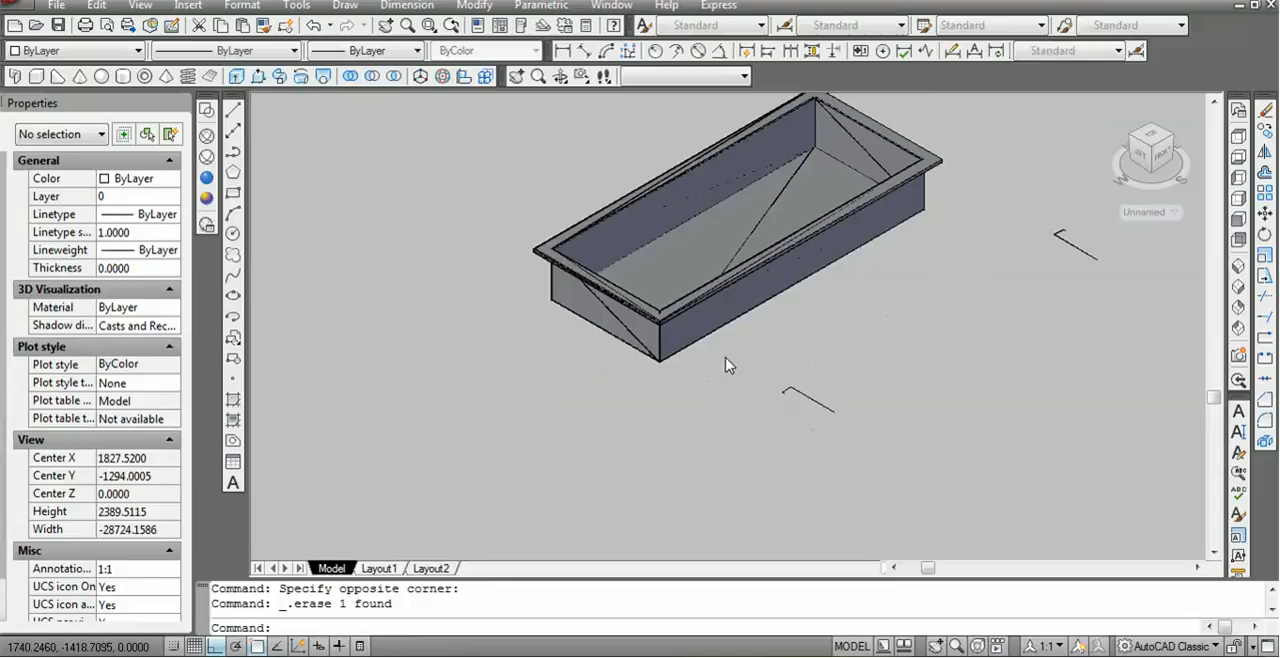 File Edit View Insert Format Tools Draw Dimension Modify Parametric Window Help Express
Standard Standard Standard Standard
ByLayer ByLayer ByLayer ByColor Standard
Properties
No selection
General
Color ByLayer
Layer 0
Linetype ByLayer
Linetype s... 1.0000
Lineweight ByLayer
Thickness 0.0000
3D Visualization
Material ByLayer
Shadow di... Casts and Rec...
Plot style
Plot style ByColor
Plot style t... None
Plot table ... Model
Plot table t... Not available
View
Center X 1827.5200
Center Y -1294.0005
Center Z 0.0000
Height 2389.5115
Width -28724.1586
Misc
Annotatio... 1:1
UCS icon On Yes
UCS icon a... Yes
TOP
LEFT FRONT
W S
Unnamed
Model Layout1 Layout2
Command: Specify opposite corner:
Command: _.erase 1 found
Command:
1740.2460, -1418.7095, 0.0000 MODEL 1:1 AutoCAD Classic